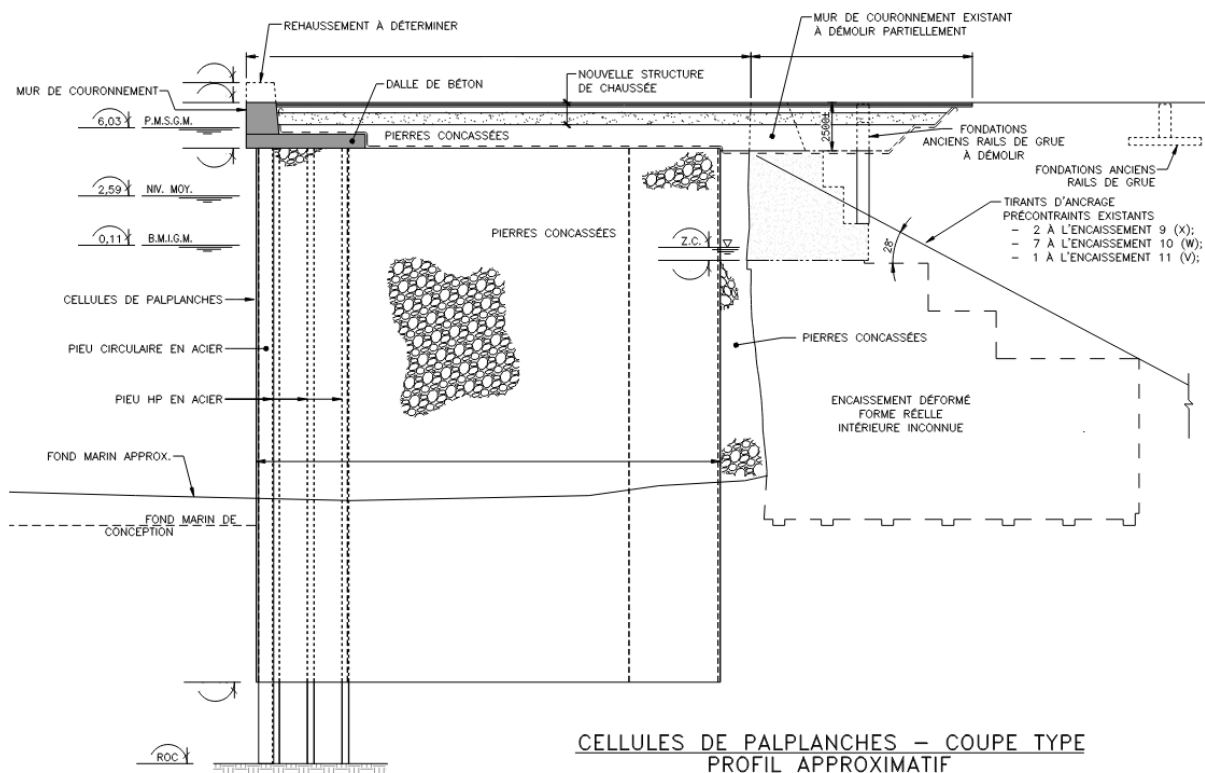 REHAUSSEMENT À DÉTERMINER
MUR DE COURONNEMENT EXISTANT
À DÉMOLIR PARTIELLEMENT
MUR DE COURONNEMENT
DALLE DE BÉTON
NOUVELLE STRUCTURE
DE CHAUSSÉE
6,03
P.M.S.G.M.
PIERRES CONCASSÉES
2500±
FONDATIONS
ANCIENS RAILS DE GRUE
À DÉMOLIR
FONDATIONS ANCIENS
RAILS DE GRUE
2,59
NIV. MOY.
TIRANTS D'ANCRAGE
PRÉCONTRAINTS EXISTANTS
- 2 À L'ENCAISSEMENT 9 (X);
- 7 À L'ENCAISSEMENT 10 (W);
- 1 À L'ENCAISSEMENT 11 (V);
0,11
B.M.I.G.M.
PIERRES CONCASSÉES
Z.C.
28°
CELLULES DE PALPLANCHES
PIEU CIRCULAIRE EN ACIER
PIERRES CONCASSÉES
PIEU HP EN ACIER
ENCAISSEMENT DÉFORMÉ
FORME RÉELLE
INTÉRIEURE INCONNUE
FOND MARIN APPROX.
FOND MARIN DE
CONCEPTION
ROC
CELLULES DE PALPLANCHES – COUPE TYPE
PROFIL APPROXIMATIF